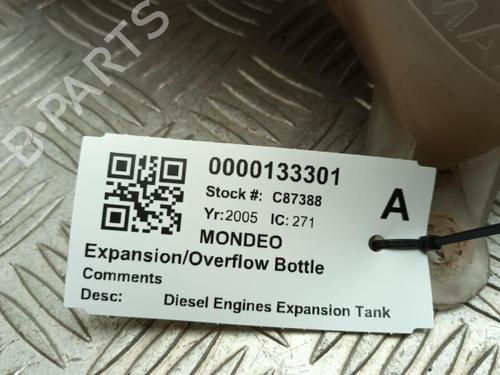 0000133301
Stock #: C87388
Yr: 2005 IC: 271
A
MONDEO
Expansion/Overflow Bottle
Comments
Desc: Diesel Engines Expansion Tank
B-PARTS